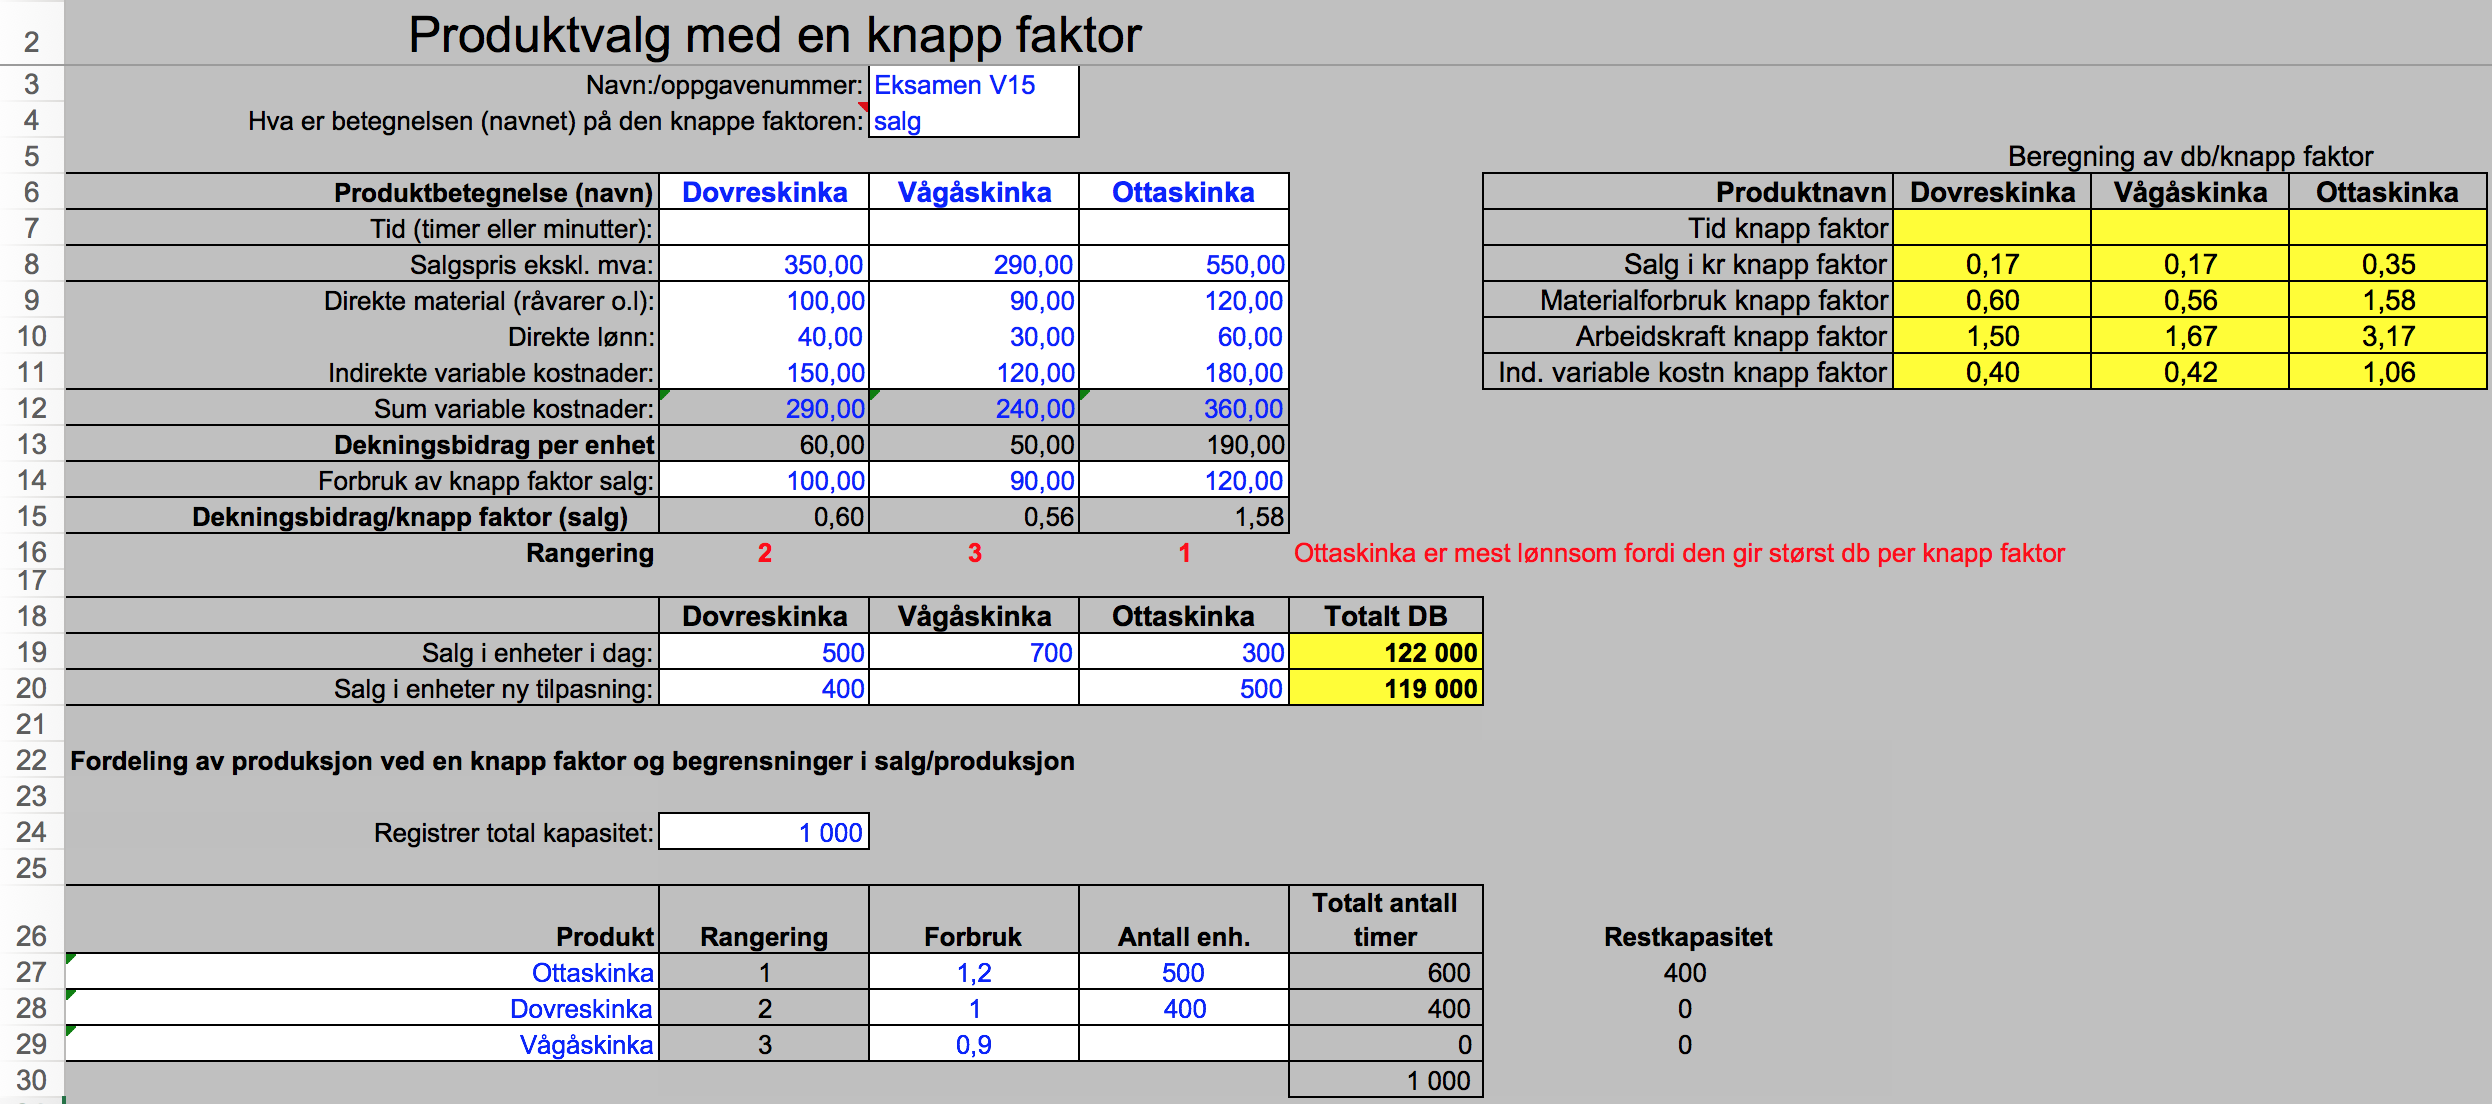 2 Produktvalg med en knapp faktor
3 Navn:/oppgavenummer: Eksamen V15
4 Hva er betegnelsen (navnet) på den knappe faktoren: salg
5 Beregning av db/knapp faktor
6 Produktbetegnelse (navn) Dovreskinka Vågåskinka Ottaskinka Produktnavn Dovreskinka Vågåskinka Ottaskinka
7 Tid (timer eller minutter): Tid knapp faktor
8 Salgspris ekskl. mva: 350,00 290,00 550,00 Salg i kr knapp faktor 0,17 0,17 0,35
9 Direkte material (råvarer o.l): 100,00 90,00 120,00 Materialforbruk knapp faktor 0,60 0,56 1,58
10 Direkte lønn: 40,00 30,00 60,00 Arbeidskraft knapp faktor 1,50 1,67 3,17
11 Indirekte variable kostnader: 150,00 120,00 180,00 Ind. variable kostn knapp faktor 0,40 0,42 1,06
12 Sum variable kostnader: 290,00 240,00 360,00
13 Dekningsbidrag per enhet 60,00 50,00 190,00
14 Forbruk av knapp faktor salg: 100,00 90,00 120,00
15 Dekningsbidrag/knapp faktor (salg) 0,60 0,56 1,58
16 Rangering 2 3 1 Ottaskinka er mest lønnsom fordi den gir størst db per knapp faktor
17
18 Dovreskinka Vågåskinka Ottaskinka Totalt DB
19 Salg i enheter i dag: 500 700 300 122 000
20 Salg i enheter ny tilpasning: 400 500 119 000
21
22 Fordeling av produksjon ved en knapp faktor og begrensninger i salg/produksjon
23
24 Registrer total kapasitet: 1 000
25
Totalt antall
26 Produkt Rangering Forbruk Antall enh. timer Restkapasitet
27 Ottaskinka 1 1,2 500 600 400
28 Dovreskinka 2 1 400 400 0
29 Vågåskinka 3 0,9 0 0
30 1 000